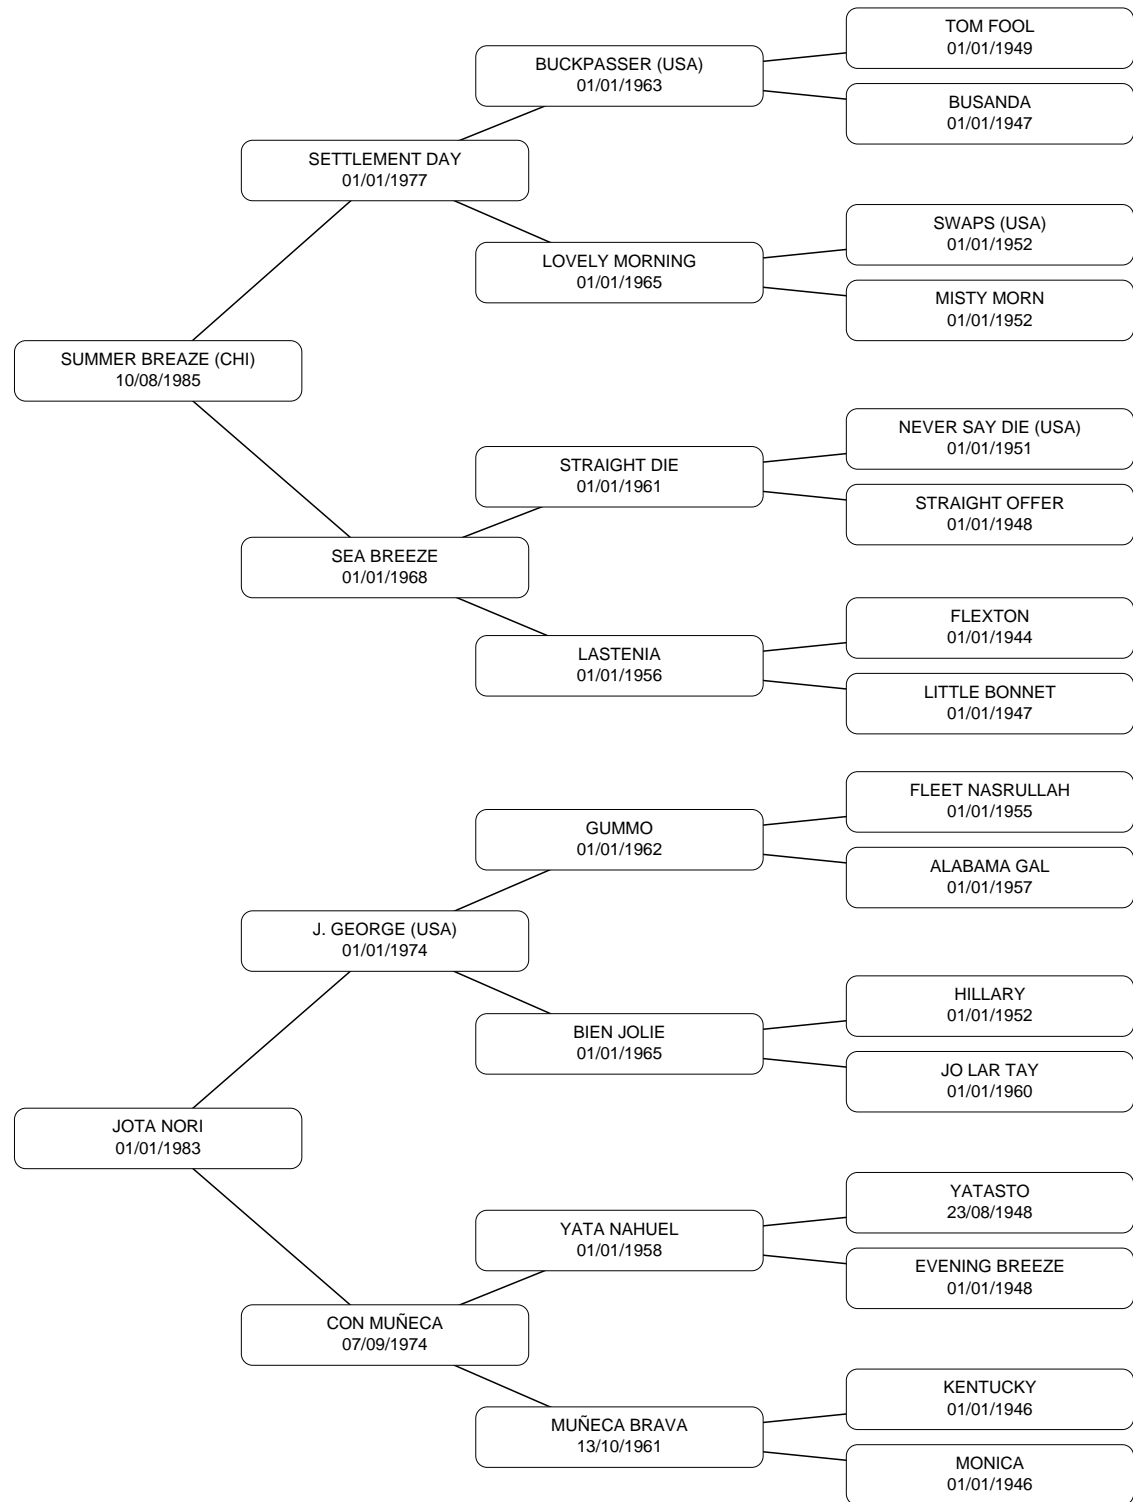 TOM FOOL
01/01/1949
BUCKPASSER (USA)
01/01/1963
BUSANDA
01/01/1947
SETTLEMENT DAY
01/01/1977
SWAPS (USA)
01/01/1952
LOVELY MORNING
01/01/1965
MISTY MORN
01/01/1952
SUMMER BREAZE (CHI)
10/08/1985
NEVER SAY DIE (USA)
01/01/1951
STRAIGHT DIE
01/01/1961
STRAIGHT OFFER
01/01/1948
SEA BREEZE
01/01/1968
FLEXTON
01/01/1944
LASTENIA
01/01/1956
LITTLE BONNET
01/01/1947
FLEET NASRULLAH
01/01/1955
GUMMO
01/01/1962
ALABAMA GAL
01/01/1957
J. GEORGE (USA)
01/01/1974
HILLARY
01/01/1952
BIEN JOLIE
01/01/1965
JO LAR TAY
01/01/1960
JOTA NORI
01/01/1983
YATASTO
23/08/1948
YATA NAHUEL
01/01/1958
EVENING BREEZE
01/01/1948
CON MUÑECA
07/09/1974
KENTUCKY
01/01/1946
MUÑECA BRAVA
13/10/1961
MONICA
01/01/1946